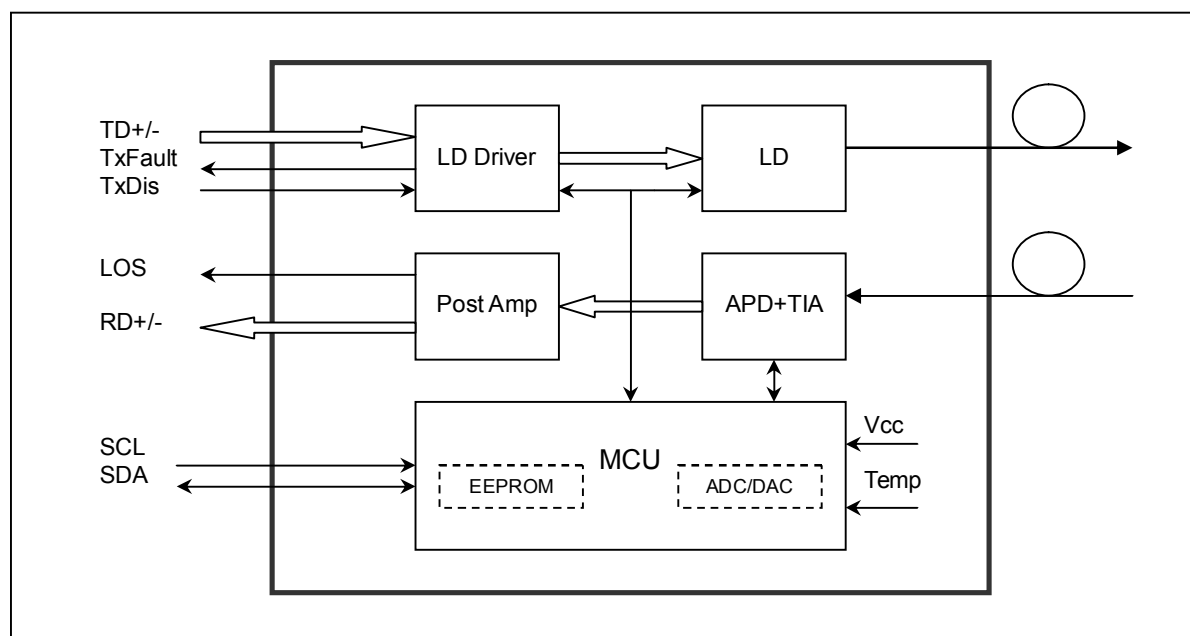 TD+/-
TxFault
TxDis
LD Driver
LD
LOS
RD+/-
Post Amp
APD+TIA
SCL
SDA
MCU
EEPROM
ADC/DAC
Vcc
Temp